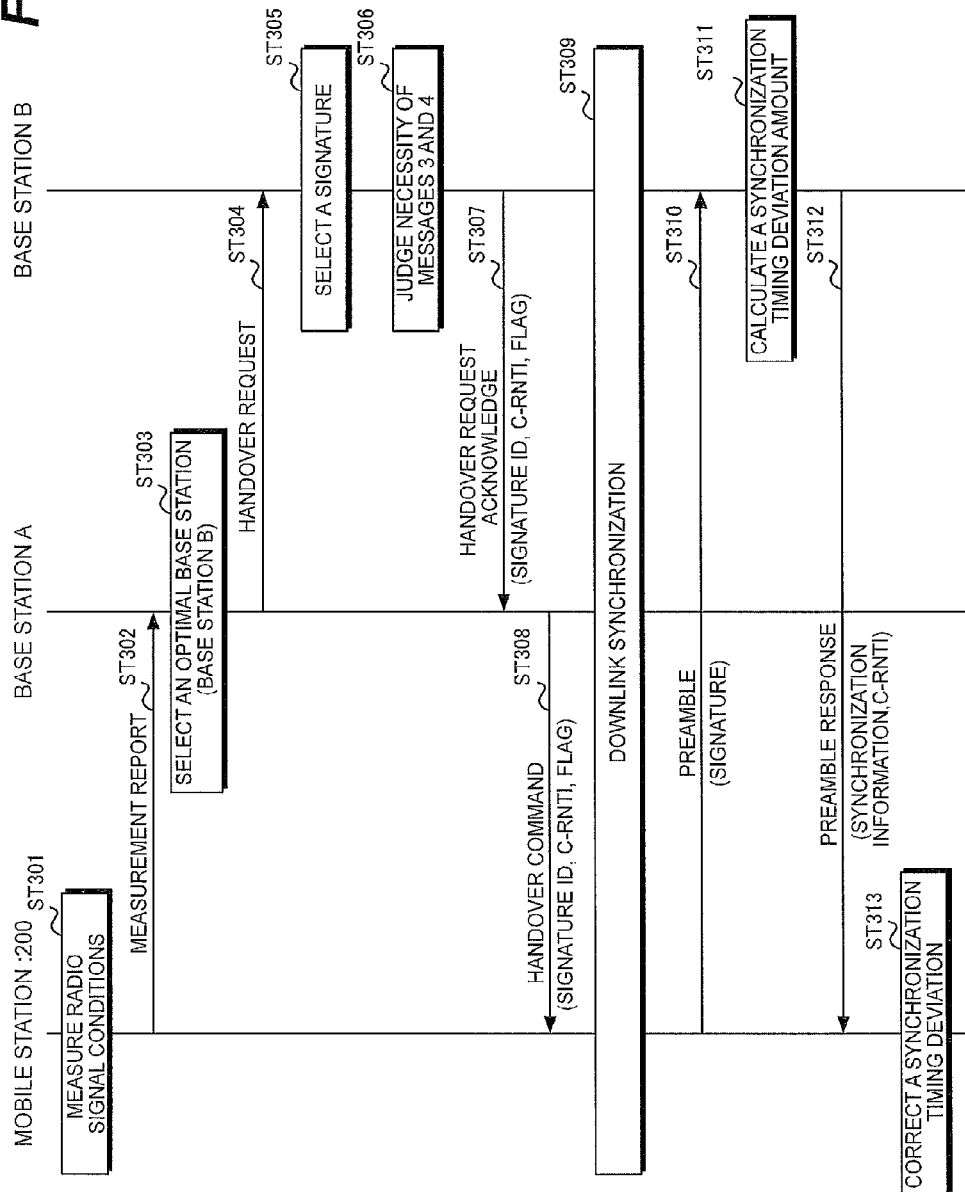 F
MOBILE STATION :200
BASE STATION A
BASE STATION B
ST301
MEASURE RADIO
SIGNAL CONDITIONS
MEASUREMENT REPORT
ST302
ST303
SELECT AN OPTIMAL BASE STATION
(BASE STATION B)
HANDOVER REQUEST
ST304
ST305
SELECT A SIGNATURE
ST306
JUDGE NECESSITY OF
MESSAGES 3 AND 4
HANDOVER REQUEST
ACKNOWLEDGE
(SIGNATURE ID, C-RNTI, FLAG)
ST307
HANDOVER COMMAND
(SIGNATURE ID, C-RNTI, FLAG)
ST308
ST309
DOWNLINK SYNCHRONIZATION
PREAMBLE
(SIGNATURE)
ST310
ST311
CALCULATE A SYNCHRONIZATION
TIMING DEVIATION AMOUNT
PREAMBLE RESPONSE
(SYNCHRONIZATION
INFORMATION,C-RNTI)
ST312
ST313
CORRECT A SYNCHRONIZATION
TIMING DEVIATION